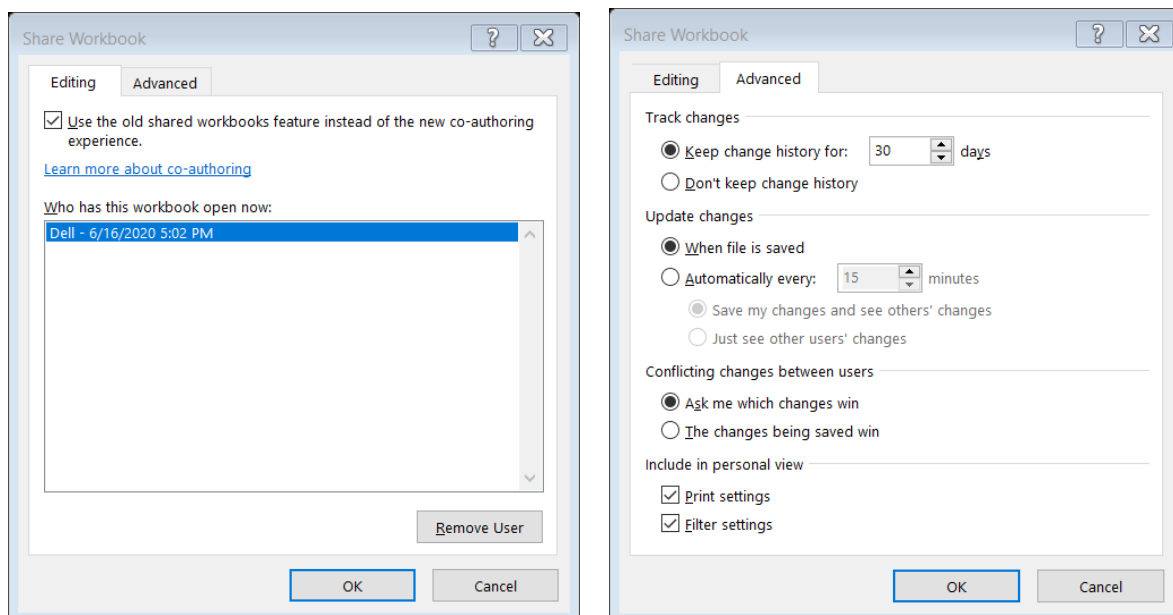 Share Workbook
Editing Advanced
Use the old shared workbooks feature instead of the new co-authoring
experience.
Learn more about co-authoring
Who has this workbook open now:
Dell - 6/16/2020 5:02 PM
Remove User
OK Cancel
Share Workbook
Editing Advanced
Track changes
Keep change history for: 30 days
Don't keep change history
Update changes
When file is saved
Automatically every: 15 minutes
Save my changes and see others' changes
Just see other users' changes
Conflicting changes between users
Ask me which changes win
The changes being saved win
Include in personal view
Print settings
Filter settings
OK Cancel